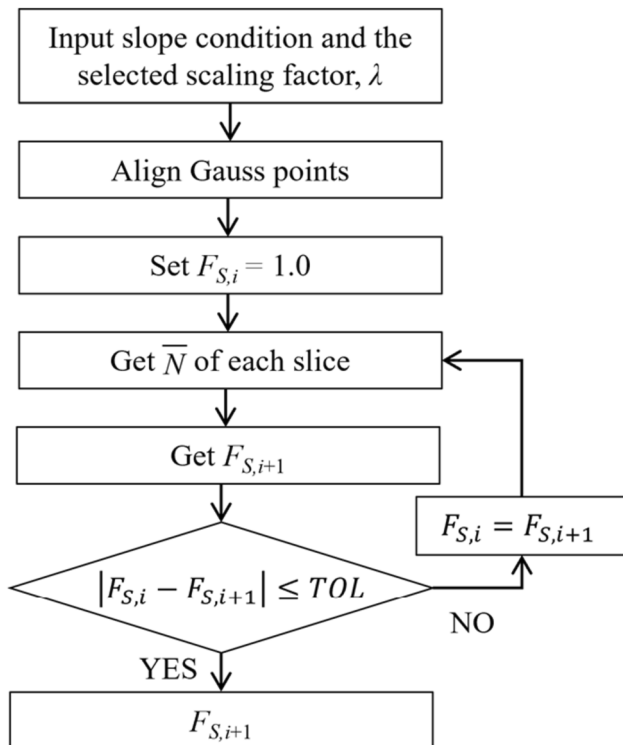 Input slope condition and the
selected scaling factor, λ
Align Gauss points
Set F_{S,i} = 1.0
Get N̅ of each slice
Get F_{S,i+1}
F_{S,i} = F_{S,i+1}
|F_{S,i} − F_{S,i+1}| ≤ TOL
NO
YES
F_{S,i+1}